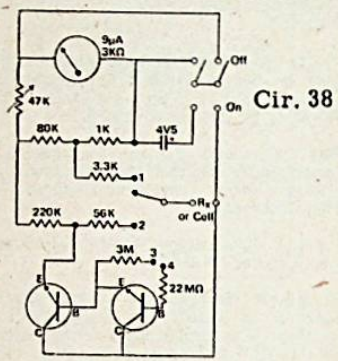 9μA
3KΩ
Off
47K
On
Cir. 38
80K
1K
4V5
+
3.3K
1
Rx
or Cell
220K
56K
2
3M
3
4
E
E
22MΩ
B
B
C
C